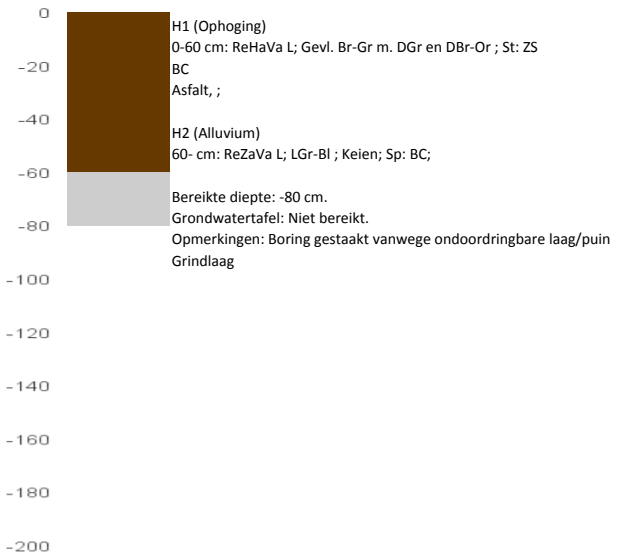 0
-20
-40
-60
-80
-100
-120
-140
-160
-180
-200
H1 (Ophoging)
0-60 cm: ReHaVa L; Gevl. Br-Gr m. DGr en DBr-Or ; St: ZS
BC
Asfalt, ;
H2 (Alluvium)
60- cm: ReZaVa L; LGr-Bl ; Keien; Sp: BC;
Bereikte diepte: -80 cm.
Grondwatertafel: Niet bereikt.
Opmerkingen: Boring gestaakt vanwege ondoordringbare laag/puin
Grindlaag